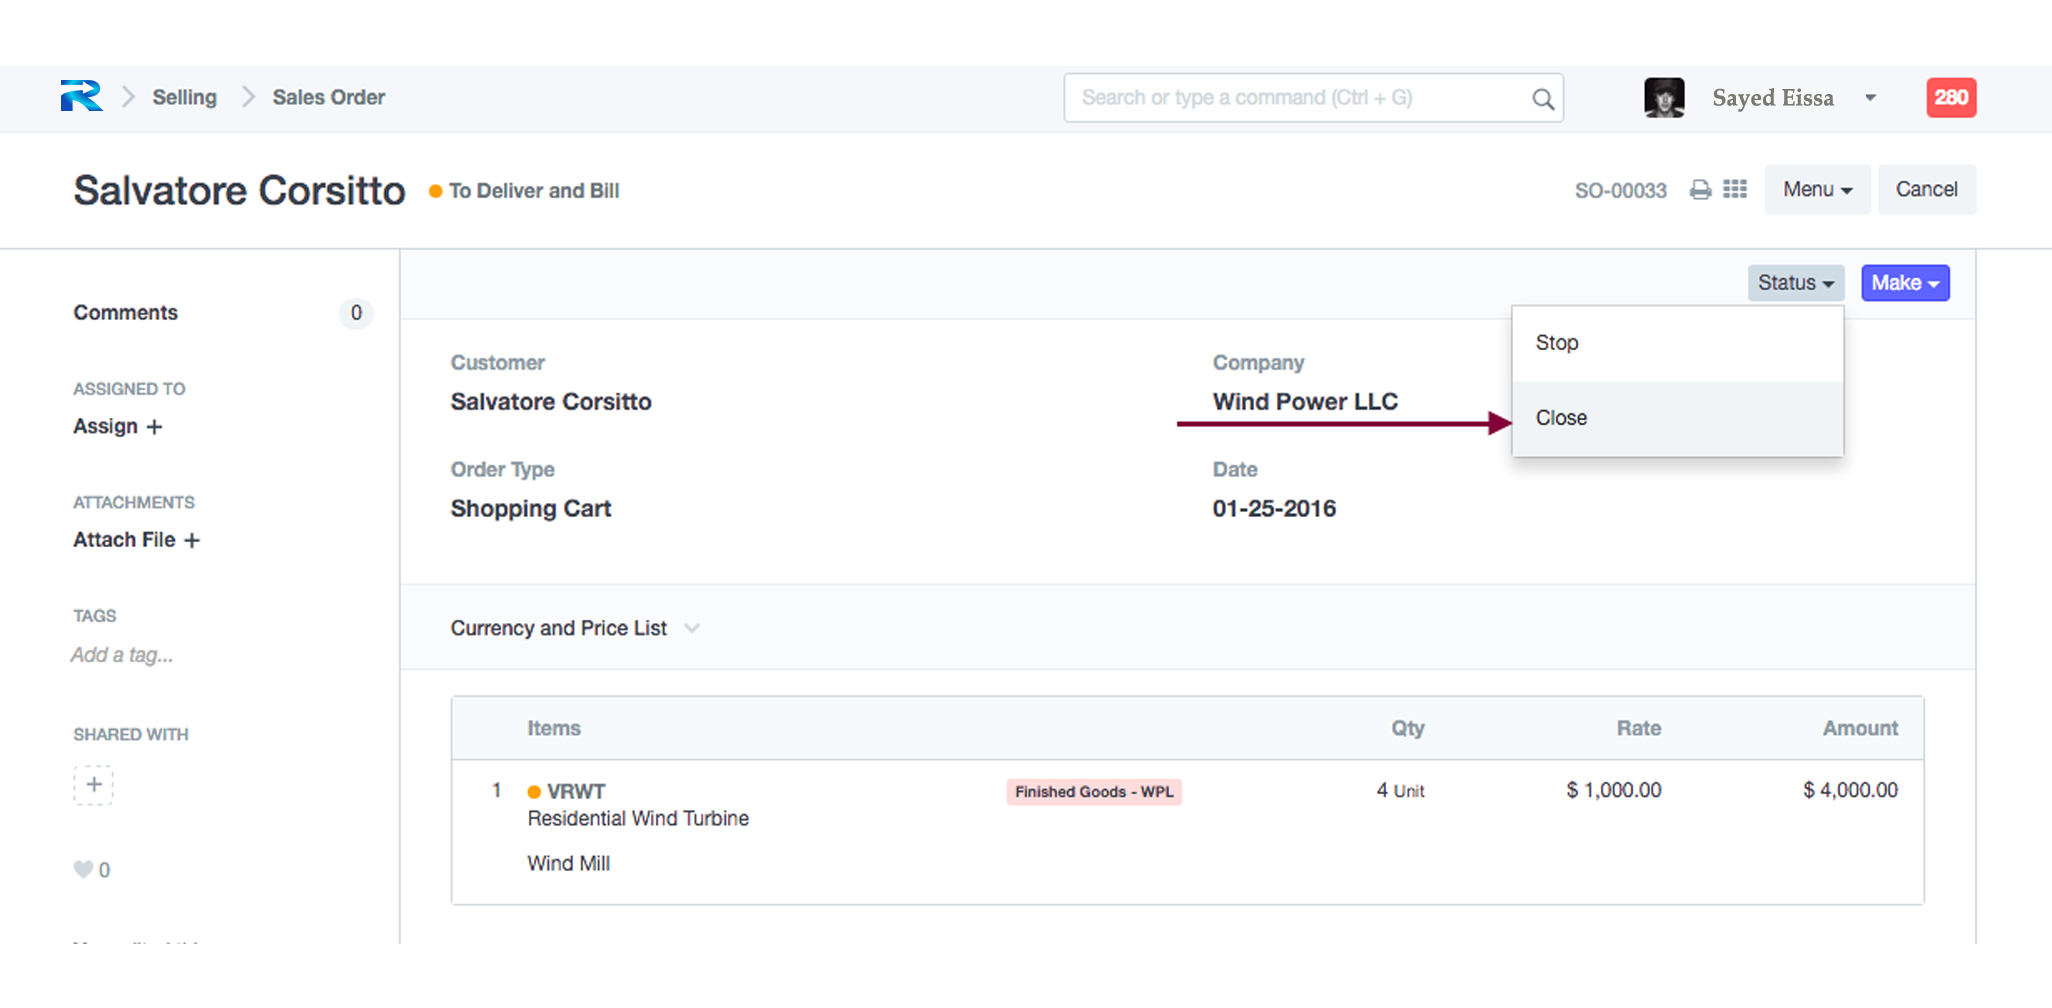 Selling Sales Order Search or type a command (Ctrl + G) Sayed Eissa 280
Salvatore Corsitto To Deliver and Bill SO-00033 Menu Cancel
Status Make
Comments 0
Stop
Close
Customer Company
Salvatore Corsitto Wind Power LLC
ASSIGNED TO
Assign +
Order Type Date
Shopping Cart 01-25-2016
ATTACHMENTS
Attach File +
TAGS
Add a tag...
Currency and Price List
SHARED WITH
+
Items Qty Rate Amount
1 VRWT Finished Goods - WPL 4 Unit $ 1,000.00 $ 4,000.00
Residential Wind Turbine
Wind Mill
0